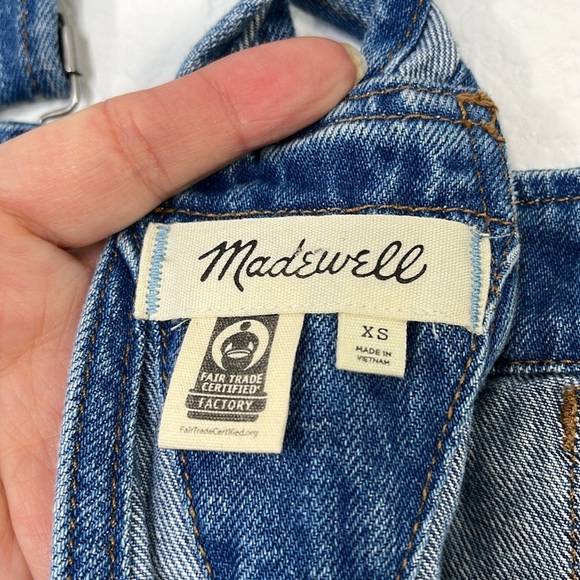 Madewell
XS
MADE IN
VIETNAM
FAIR TRADE
CERTIFIED
FACTORY
FairTradeCertified.org